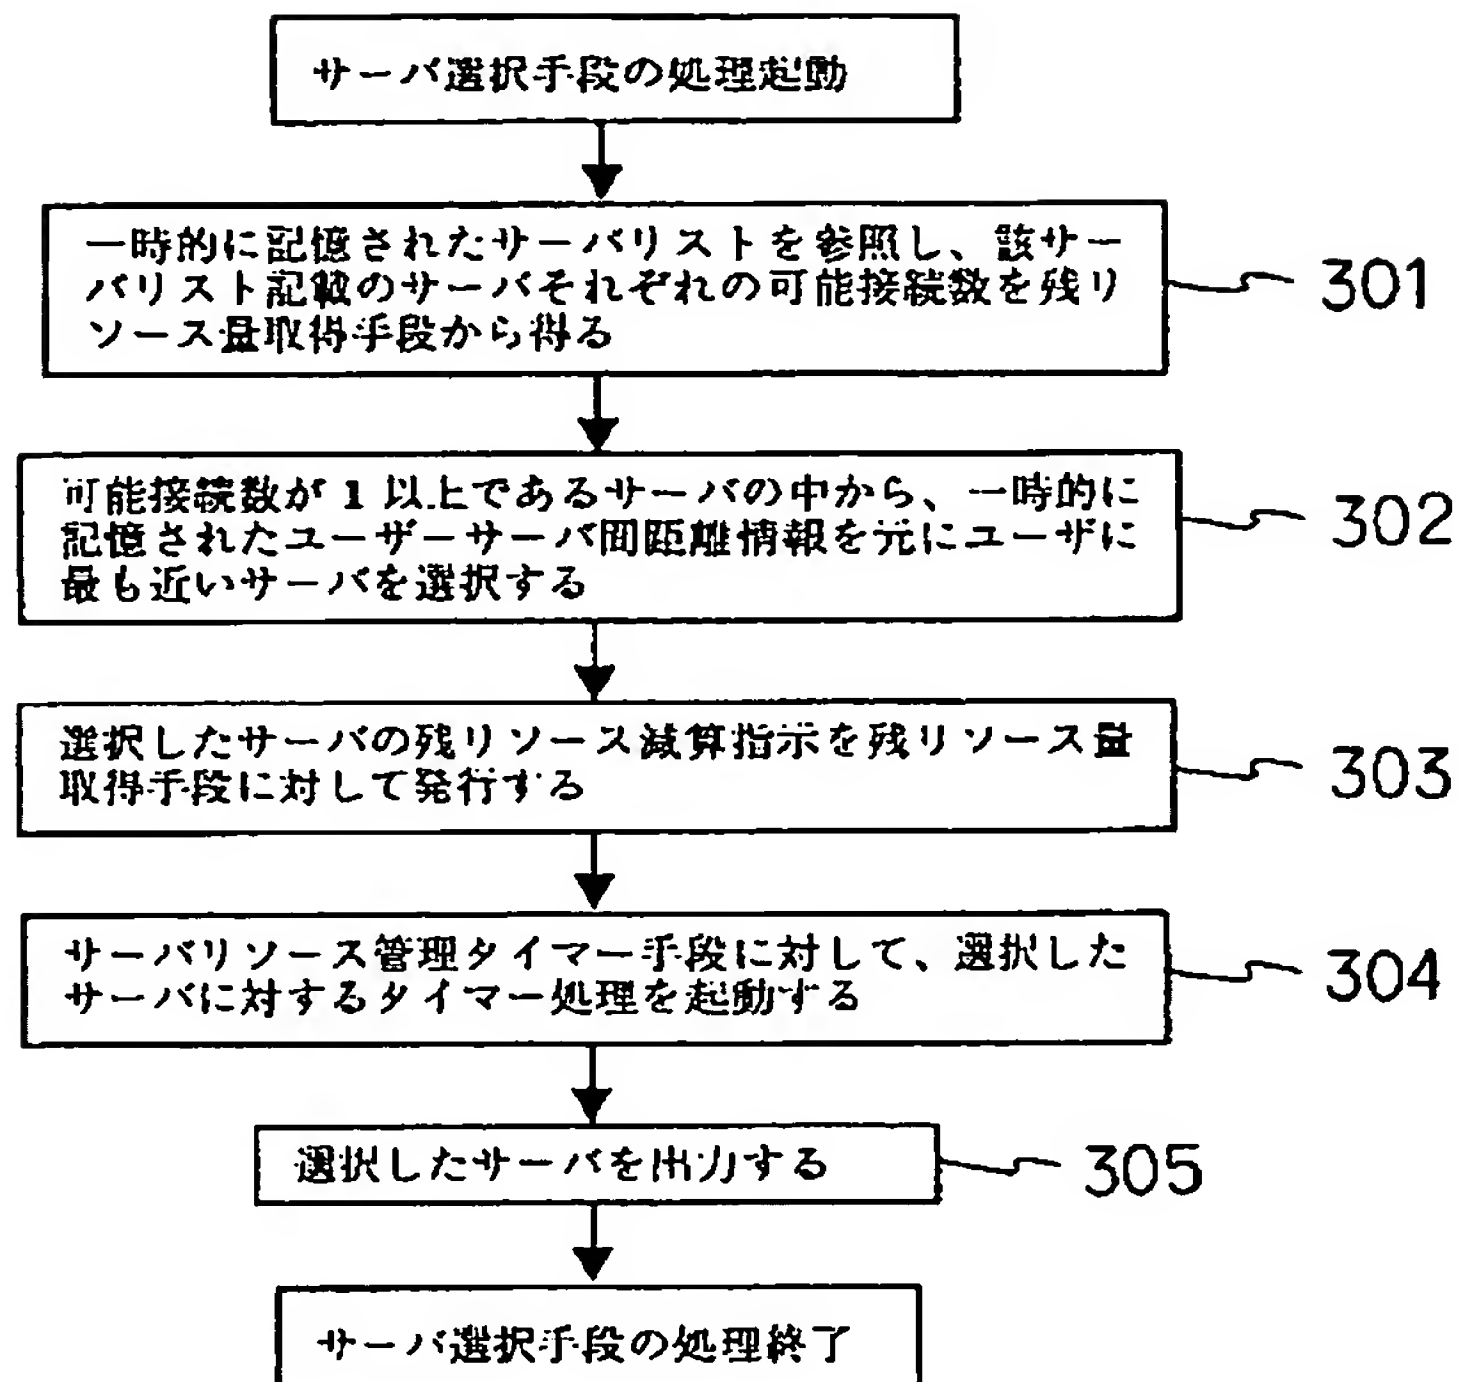 サーバ選択手段の処理起動
一時的に記憶されたサーバリストを参照し、該サー
バリスト記載のサーバそれぞれの可能接続数を残リ
ソース量取得手段から得る
301
可能接続数が1以上であるサーバの中から、一時的に
記憶されたユーザーサーバ間距離情報を元にユーザに
最も近いサーバを選択する
302
選択したサーバの残リソース減算指示を残リソース量
取得手段に対して発行する
303
サーバリソース管理タイマー手段に対して、選択した
サーバに対するタイマー処理を起動する
304
選択したサーバを出力する
305
サーバ選択手段の処理終了